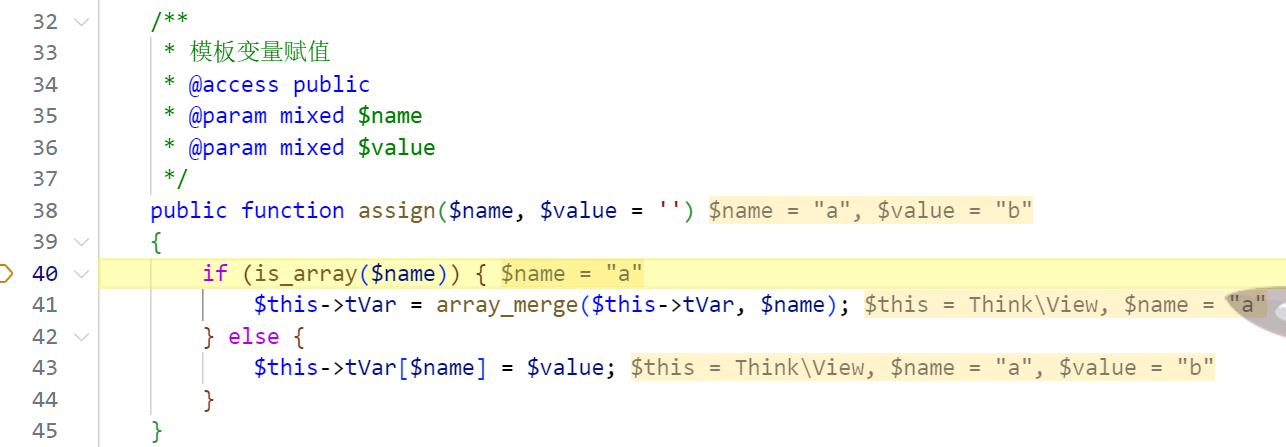 32 /**
33 * 模板变量赋值
34 * @access public
35 * @param mixed $name
36 * @param mixed $value
37 */
38 public function assign($name, $value = '') $name = "a", $value = "b"
39 {
40 if (is_array($name)) { $name = "a"
41 $this->tVar = array_merge($this->tVar, $name); $this = Think\View, $name = "a"
42 } else {
43 $this->tVar[$name] = $value; $this = Think\View, $name = "a", $value = "b"
44 }
45 }